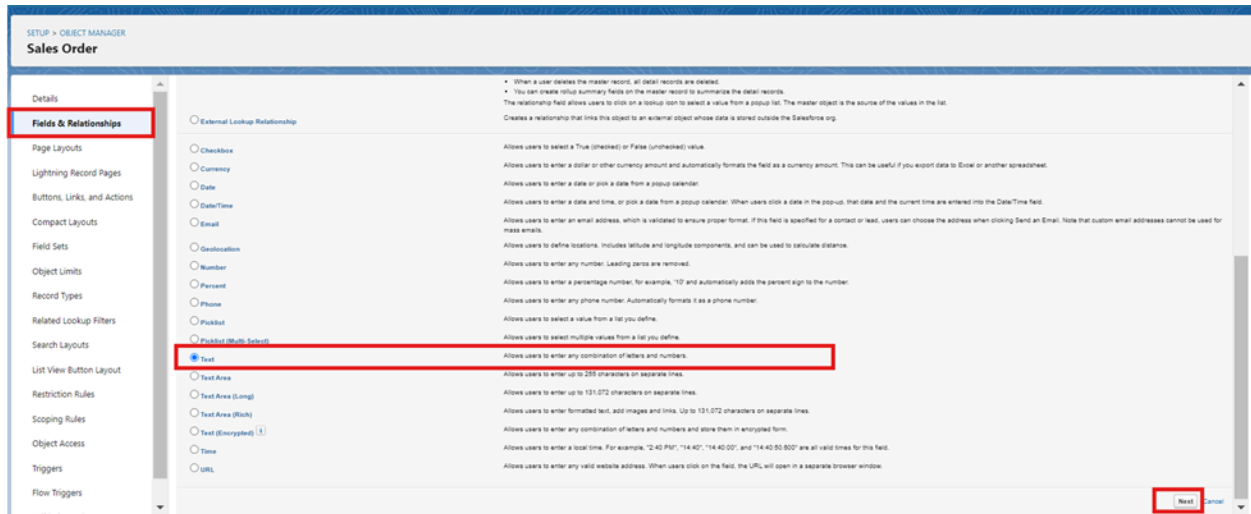 SETUP > OBJECT MANAGER
Sales Order
Details
Fields & Relationships
Page Layouts
Lightning Record Pages
Buttons, Links, and Actions
Compact Layouts
Field Sets
Object Limits
Record Types
Related Lookup Filters
Search Layouts
List View Button Layout
Restriction Rules
Scoping Rules
Object Access
Triggers
Flow Triggers
When a user deletes the master record, all detail records are deleted.
You can create rollup summary fields on the master record to summarize the detail records.
The relationship field allows users to click on a lookup icon to select a value from a popup list. The master object is the source of the values in the list.
External Lookup Relationship Creates a relationship that links this object to an external object whose data is stored outside the Salesforce org.
Checkbox Allows users to select a True (checked) or False (unchecked) value.
Currency Allows users to enter a dollar or other currency amount and automatically formats the field as a currency amount. This can be useful if you export data to Excel or another spreadsheet.
Date Allows users to enter a date or pick a date from a popup calendar.
Date/Time Allows users to enter a date and time, or pick a date from a popup calendar. When users click a date in the pop-up, that date and the current time are entered into the Date/Time field.
Email Allows users to enter an email address, which is validated to ensure proper format. If this field is specified for a contact or lead, users can choose the address when clicking Send an Email. Note that custom email addresses cannot be used for
mass emails.
Geolocation Allows users to define locations. Includes latitude and longitude components, and can be used to calculate distance.
Number Allows users to enter any number. Leading zeros are removed.
Percent Allows users to enter a percentage number, for example, '10' and automatically adds the percent sign to the number.
Phone Allows users to enter any phone number. Automatically formats it as a phone number.
Picklist Allows users to select a value from a list you define.
Picklist (Multi-Select) Allows users to select multiple values from a list you define.
Text Allows users to enter any combination of letters and numbers.
Text Area Allows users to enter up to 255 characters on separate lines.
Text Area (Long) Allows users to enter up to 131,072 characters on separate lines.
Text Area (Rich) Allows users to enter formatted text, add images and links. Up to 131,072 characters on separate lines.
Text (Encrypted) i Allows users to enter any combination of letters and numbers and store them in encrypted form.
Time Allows users to enter a local time. For example, "2:40 PM", "14:40", "14:40:00", and "14:40:50.600" are all valid times for this field.
URL Allows users to enter any valid website address. When users click on the field, the URL will open in a separate browser window.
Next Cancel